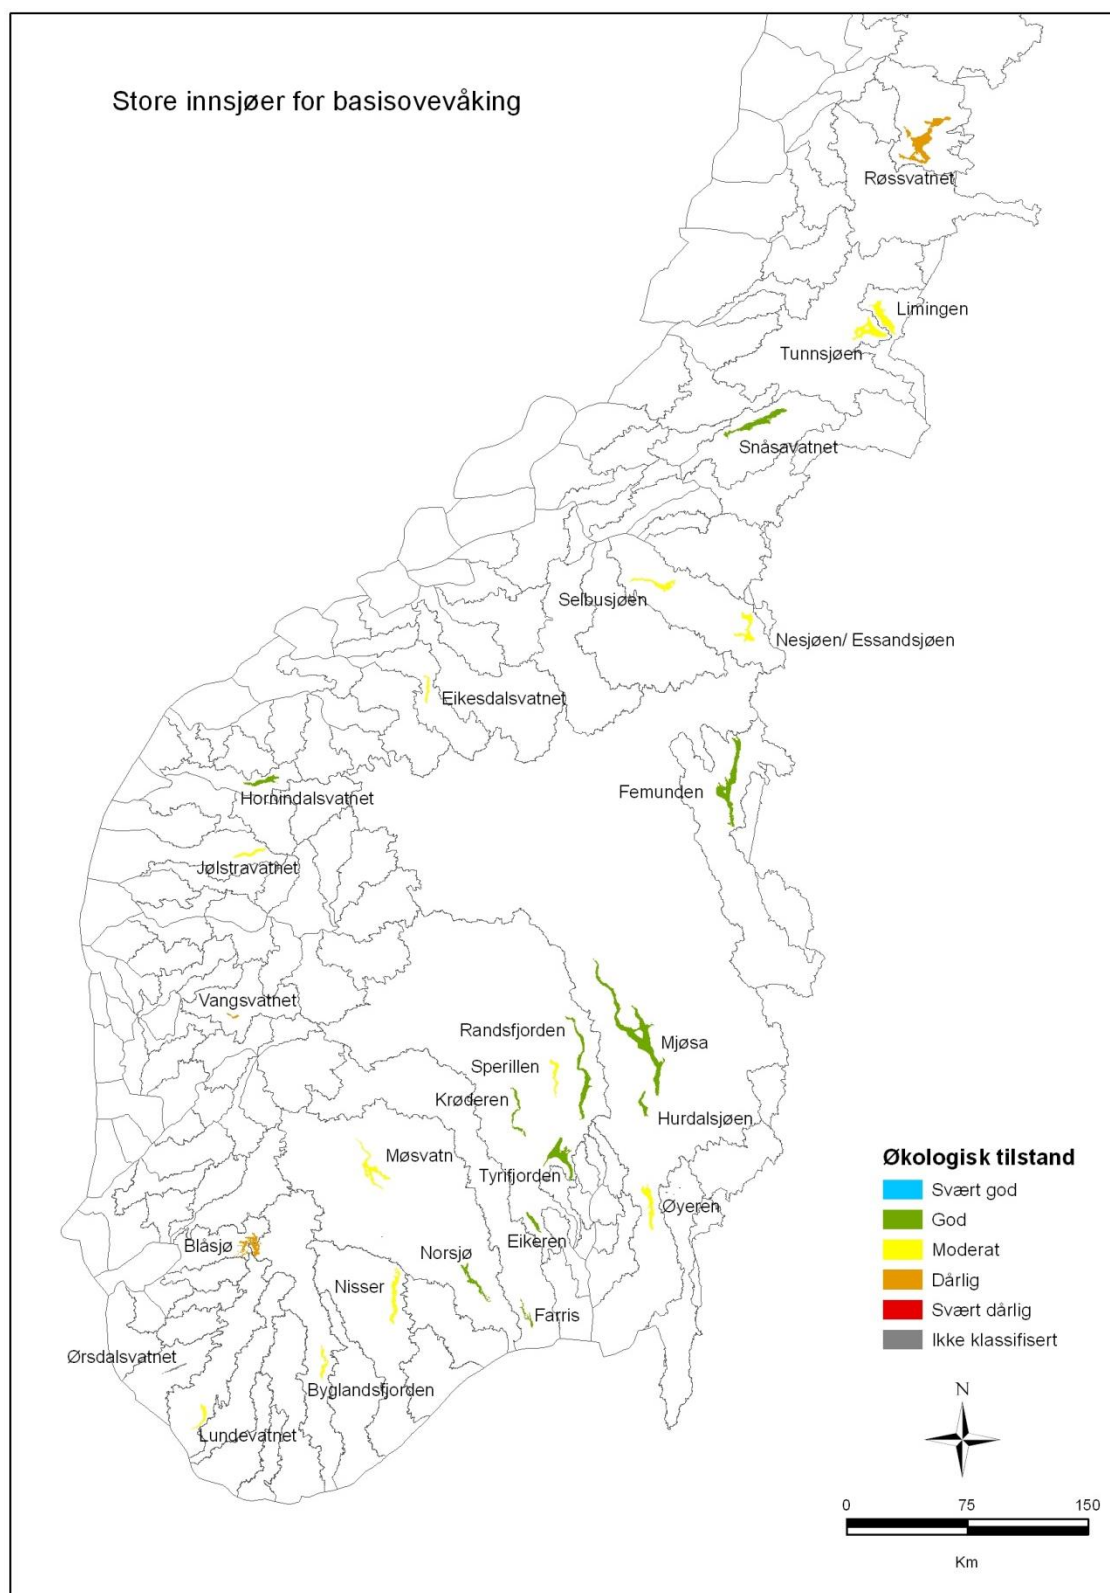 Store innsjøer for basisovevåking
Røssvatnet
Limingen
Tunnsjøen
Snåsavatnet
Selbusjøen
Nesjøen/ Essandsjøen
Eikesdalsvatnet
Femunden
Hornindalsvatnet
Jølstravatnet
Vangsvatnet
Randsfjorden
Mjøsa
Sperillen
Krøderen
Hurdalsjøen
Møsvatn
Tyrifjorden
Øyeren
Blåsjø
Eikeren
Norsjø
Nisser
Farris
Ørsdalsvatnet
Byglandsfjorden
Lundevatnet
Økologisk tilstand
Svært god
God
Moderat
Dårlig
Svært dårlig
Ikke klassifisert
N
0 75 150
Km